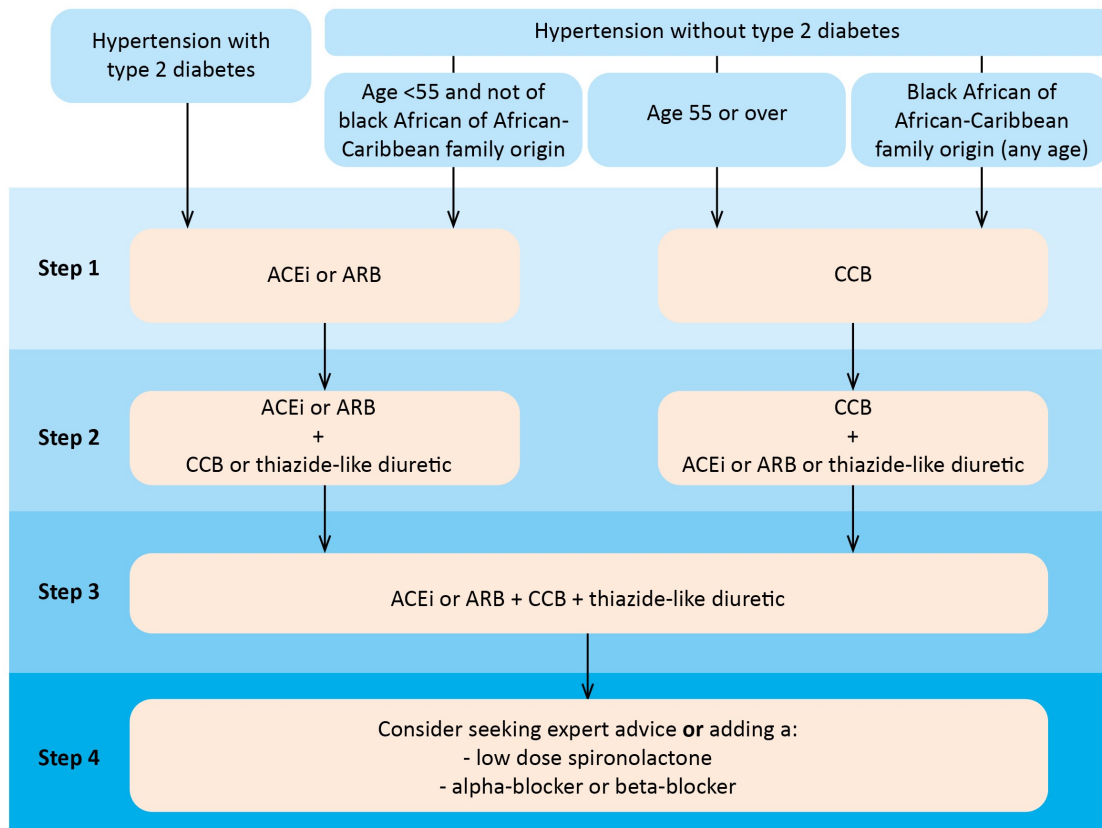 Hypertension with
type 2 diabetes
Hypertension without type 2 diabetes
Age <55 and not of
black African of African-
Caribbean family origin
Age 55 or over
Black African of
African-Caribbean
family origin (any age)
Step 1
ACEi or ARB
CCB
Step 2
ACEi or ARB
+
CCB or thiazide-like diuretic
CCB
+
ACEi or ARB or thiazide-like diuretic
Step 3
ACEi or ARB + CCB + thiazide-like diuretic
Step 4
Consider seeking expert advice or adding a:
- low dose spironolactone
- alpha-blocker or beta-blocker